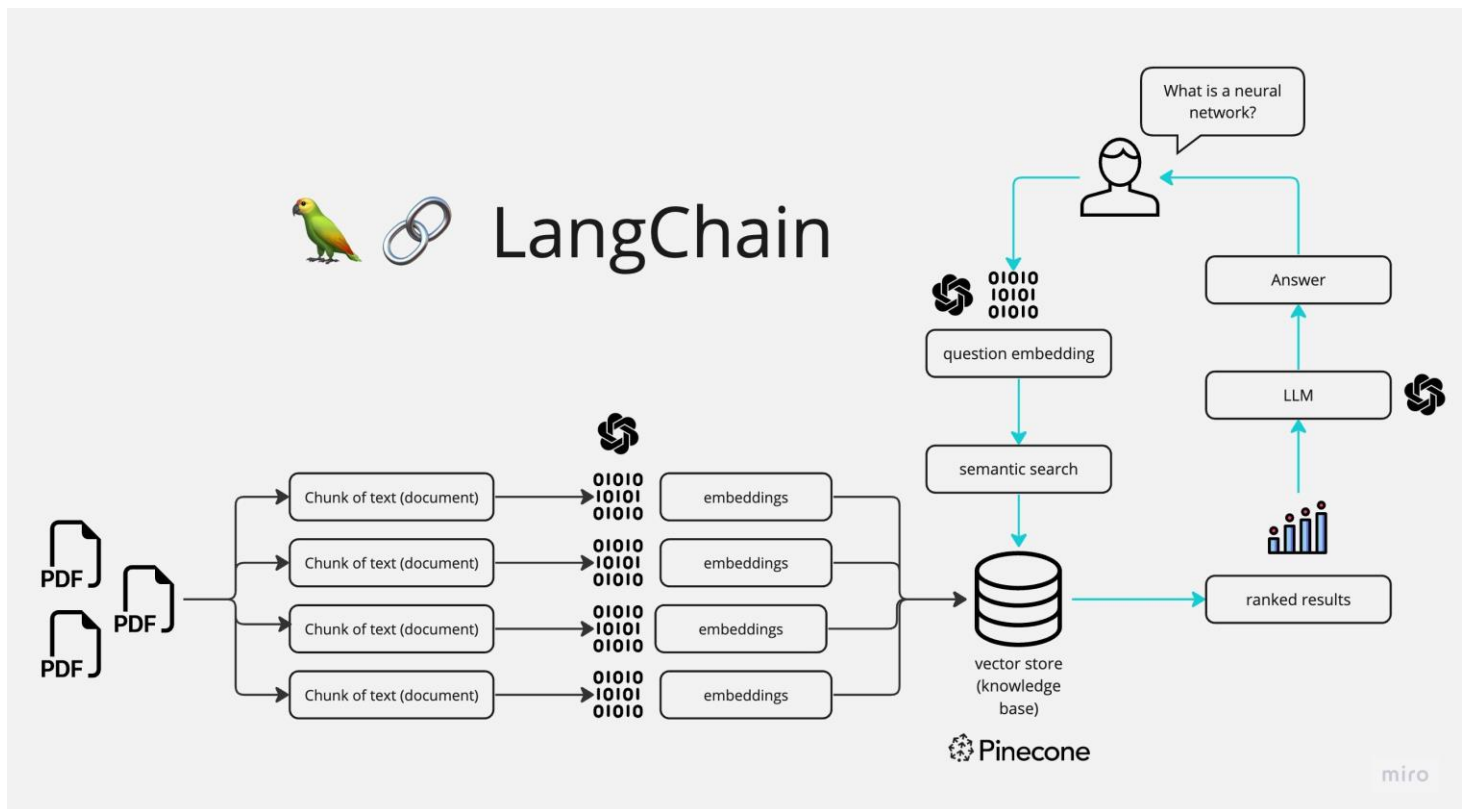 What is a neural
network?
LangChain
01010
10101
01010
question embedding
Answer
LLM
semantic search
PDF
PDF
PDF
Chunk of text (document)
01010
10101
01010
embeddings
Chunk of text (document)
01010
10101
01010
embeddings
Chunk of text (document)
01010
10101
01010
embeddings
Chunk of text (document)
01010
10101
01010
embeddings
vector store
(knowledge
base)
Pinecone
ranked results
miro